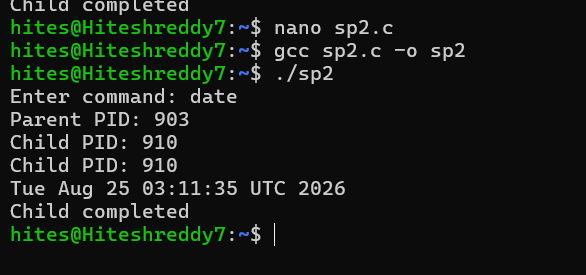 Child completed
hites@Hiteshreddy7:~$ nano sp2.c
hites@Hiteshreddy7:~$ gcc sp2.c -o sp2
hites@Hiteshreddy7:~$ ./sp2
Enter command: date
Parent PID: 903
Child PID: 910
Child PID: 910
Tue Aug 25 03:11:35 UTC 2026
Child completed
hites@Hiteshreddy7:~$